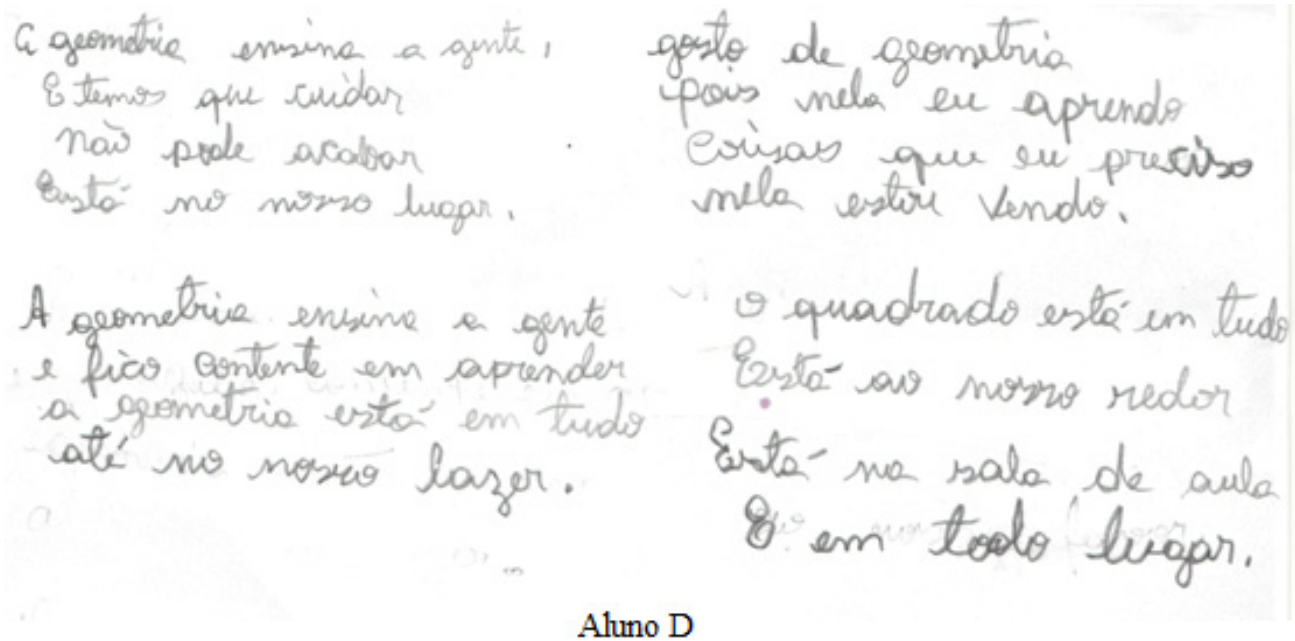 A geometria ensina a gente,
E temos que cuidar
não pode acabar
Está no nosso lugar.
A geometria ensina a gente
e fico contente em aprender
a geometria está em tudo
até no nosso lazer.
gosto de geometria
pois nela eu aprendo
Coisas que eu preciso
nela estive vendo.
o quadrado está em tudo
Está ao nosso redor
Está na sala de aula
E em todo lugar.
Aluno D